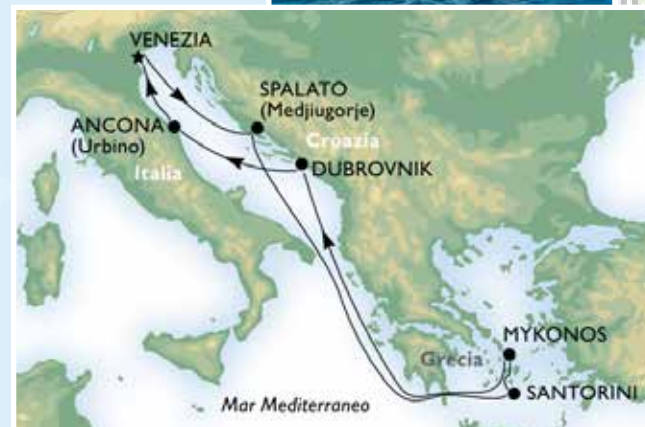 VENEZIA
SPALATO
(Medjiugorje)
ANCONA
(Urbino)
Croazia
DUBROVNIK
Italia
MYKONOS
Grecia
SANTORINI
Mar Mediterraneo